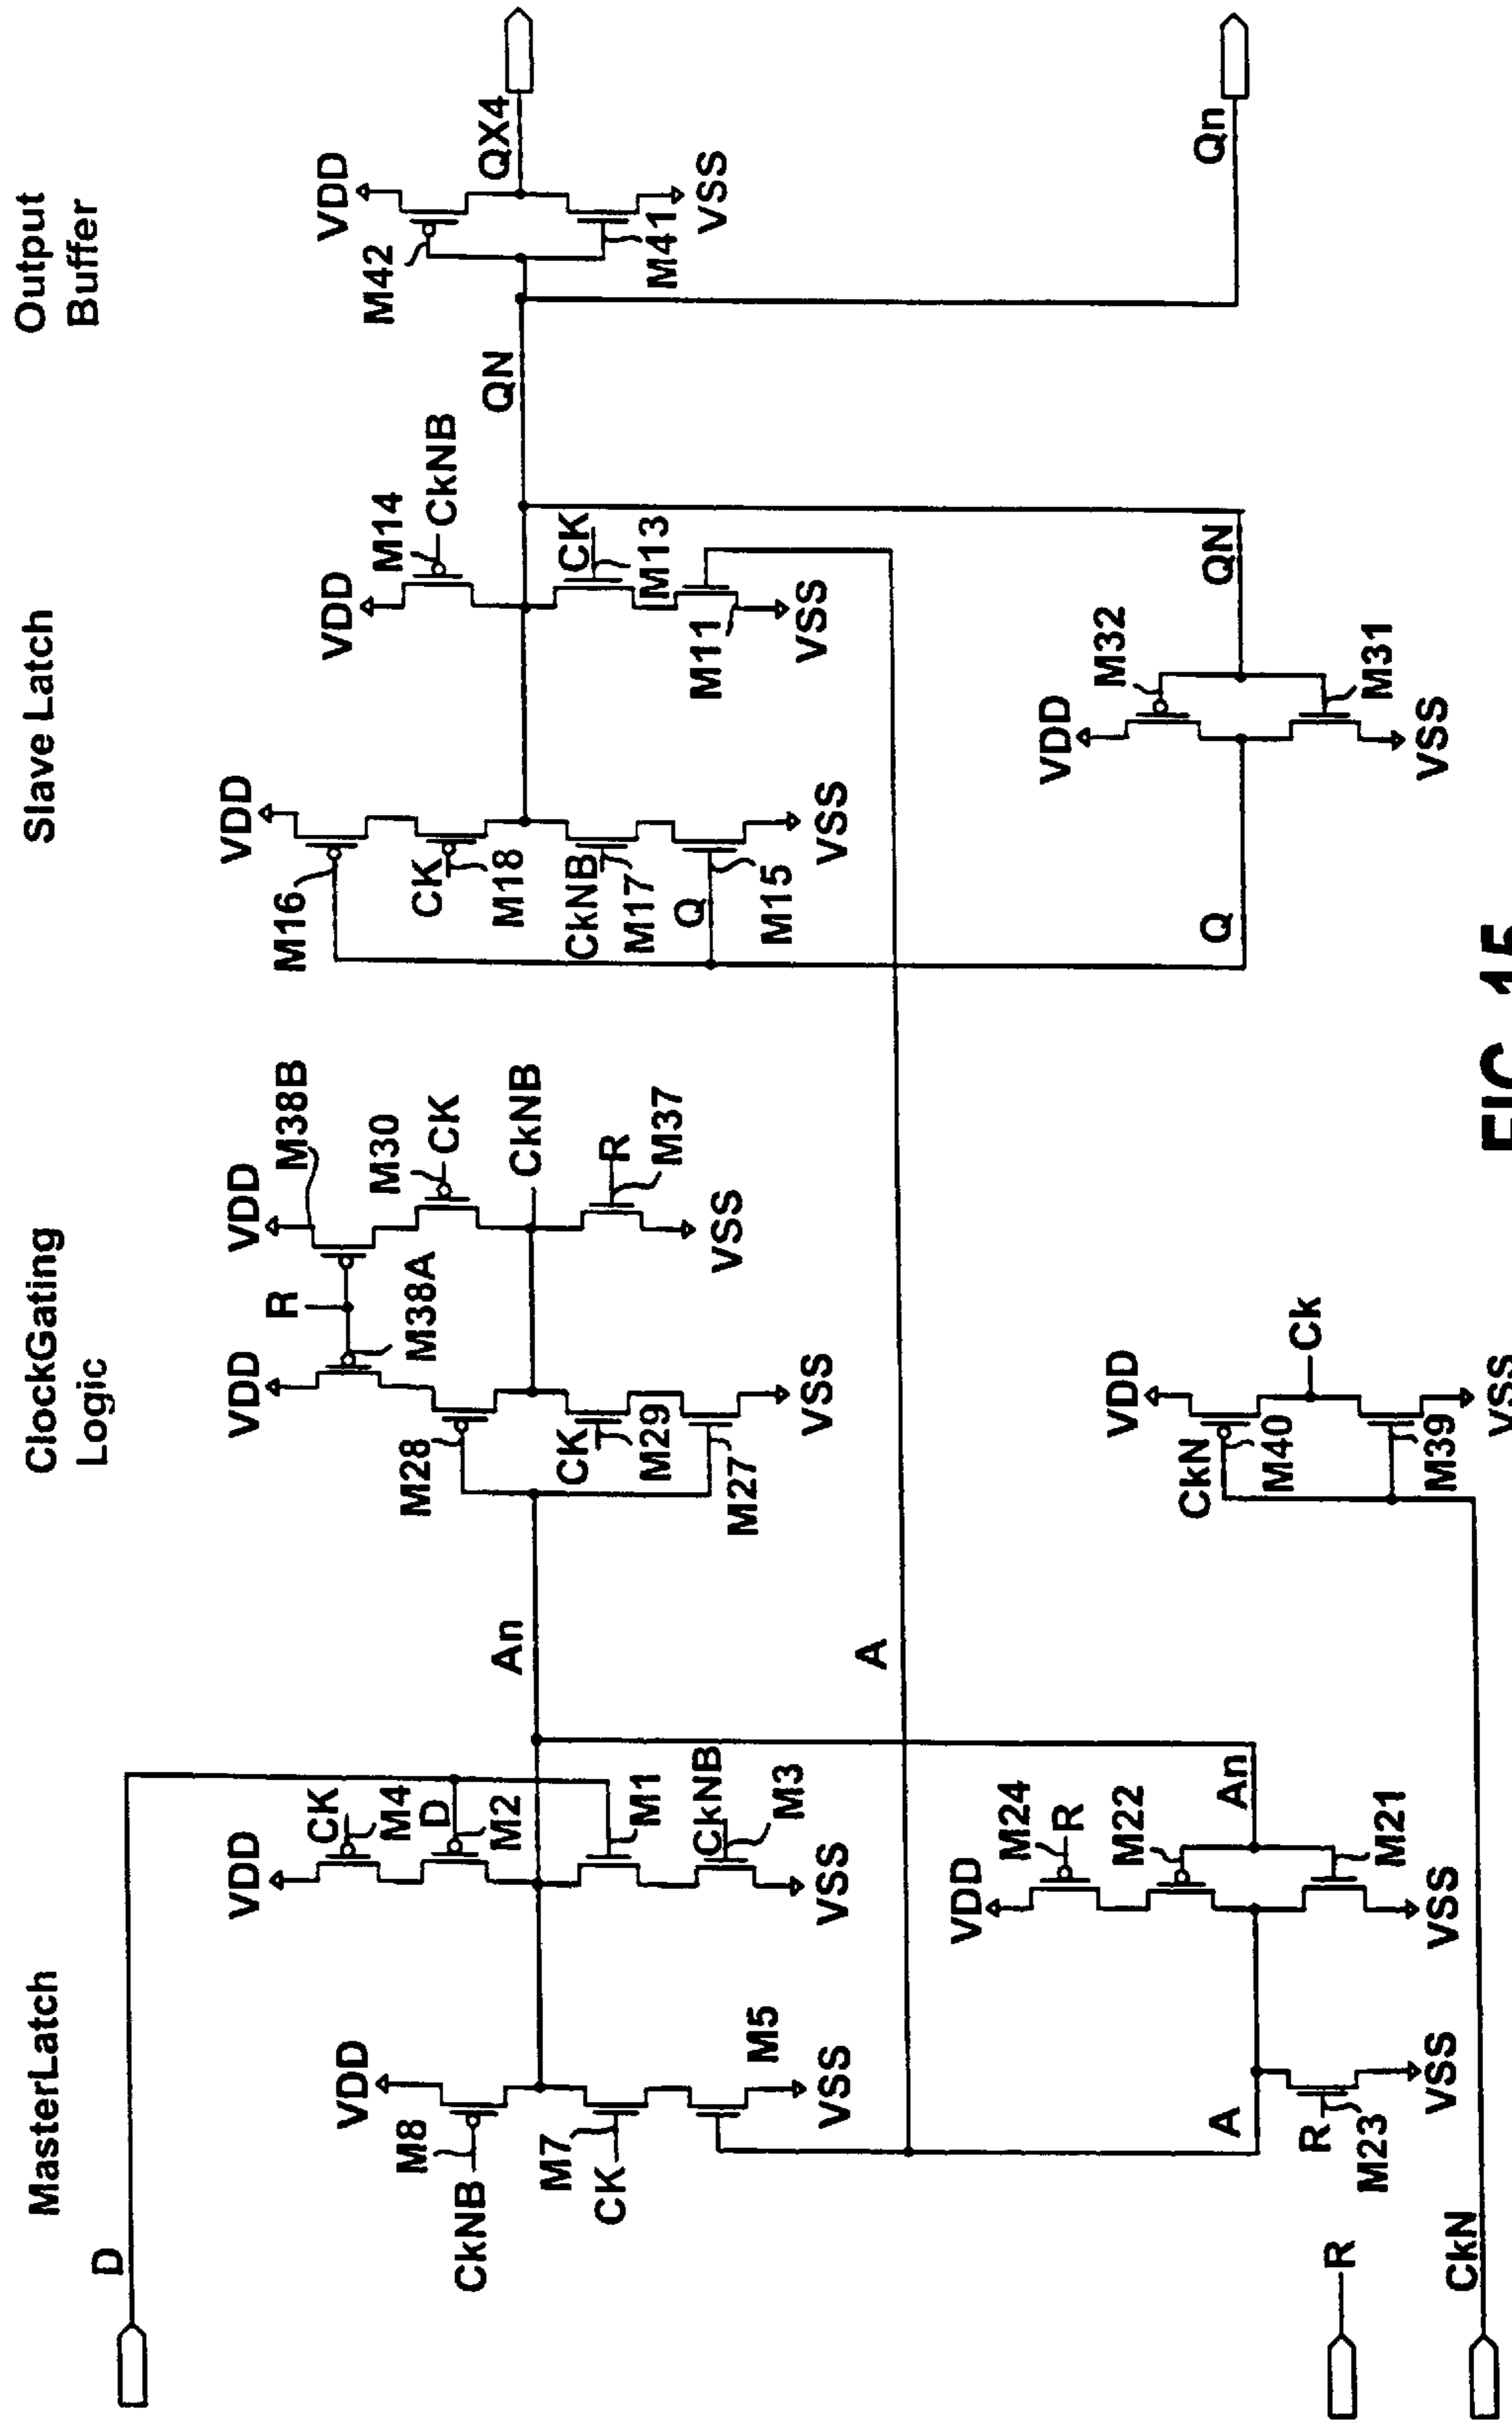 MasterLatch
ClockGating
Logic
Slave Latch
Output
Buffer
D
VDD
M8
CkNB
M7
CK
M5
VSS
VDD
CK
M4
D
M2
M1
CkNB
M3
VSS
An
VDD
M24
R
M22
An
M21
VSS
A
R
M23
VSS
A
R
CkN
VDD
R
M38A
M28
CK
M29
M27
VSS
VDD
M38B
M30
CK
CkNB
R
M37
VSS
VDD
CkN
M40
Ck
M39
VSS
VDD
M16
CK
M18
CkNB
M17
Q
M15
VSS
VDD
M14
CkNB
CK
M13
M11
VSS
QN
VDD
M32
QN
Q
M31
VSS
VDD
M42
QX4
M41
VSS
Qn
FIG. 15